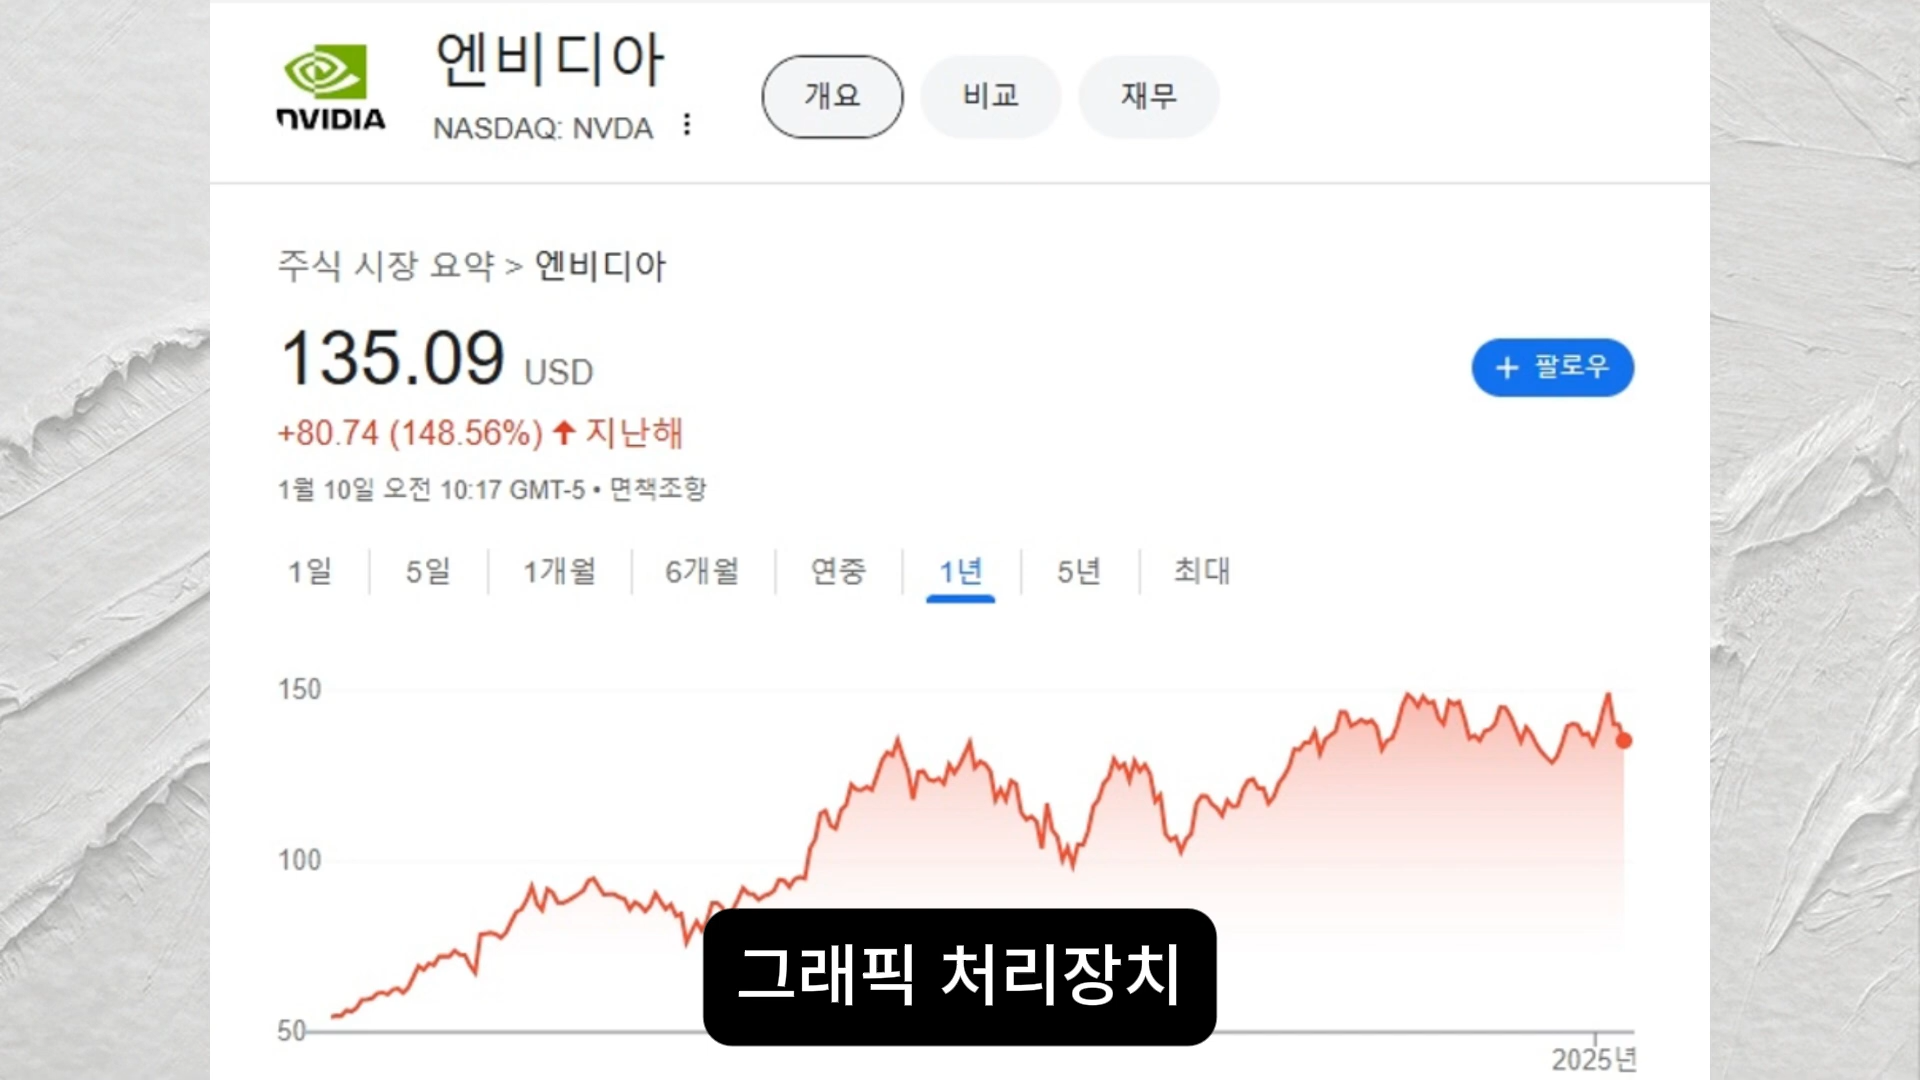 엔비디아
NVIDIA
NASDAQ: NVDA
개요
비교
재무
주식 시장 요약 > 엔비디아
135.09 USD
+ 팔로우
+80.74 (148.56%) ↑ 지난해
1월 10일 오전 10:17 GMT-5 • 면책조항
1일
5일
1개월
6개월
연중
1년
5년
최대
150
100
50
그래픽 처리장치
2025년